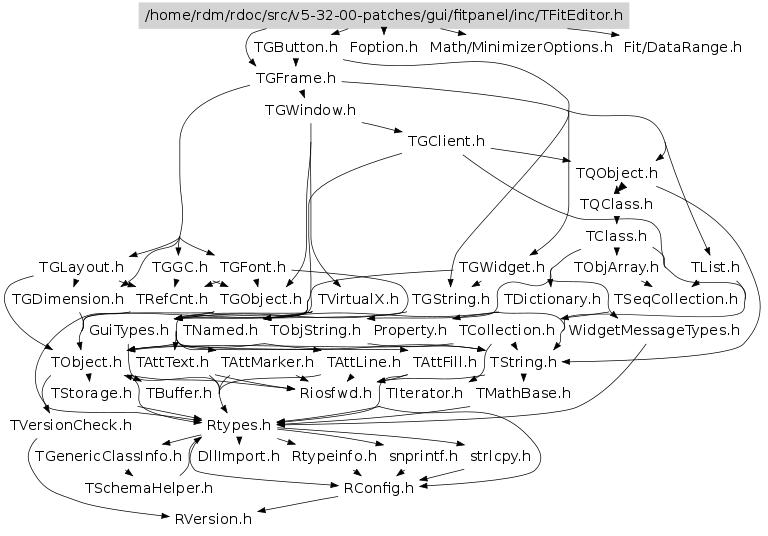 /home/rdm/rdoc/src/v5-32-00-patches/gui/fitpanel/inc/TFitEditor.h
TGButton.h Foption.h Math/MinimizerOptions.h Fit/DataRange.h
TGFrame.h
TGWindow.h
TGClient.h
TQObject.h
TQClass.h
TClass.h
TGLayout.h TGGC.h TGFont.h TGWidget.h TObjArray.h TList.h
TGDimension.h TRefCnt.h TGObject.h TVirtualX.h TGString.h TDictionary.h TSeqCollection.h
GuiTypes.h TNamed.h TObjString.h Property.h TCollection.h WidgetMessageTypes.h
TObject.h TAttText.h TAttMarker.h TAttLine.h TAttFill.h TString.h
TStorage.h TBuffer.h Riosfwd.h TIterator.h TMathBase.h
TVersionCheck.h Rtypes.h
TGenericClassInfo.h DllImport.h Rtypeinfo.h snprintf.h strlcpy.h
TSchemaHelper.h RConfig.h
RVersion.h